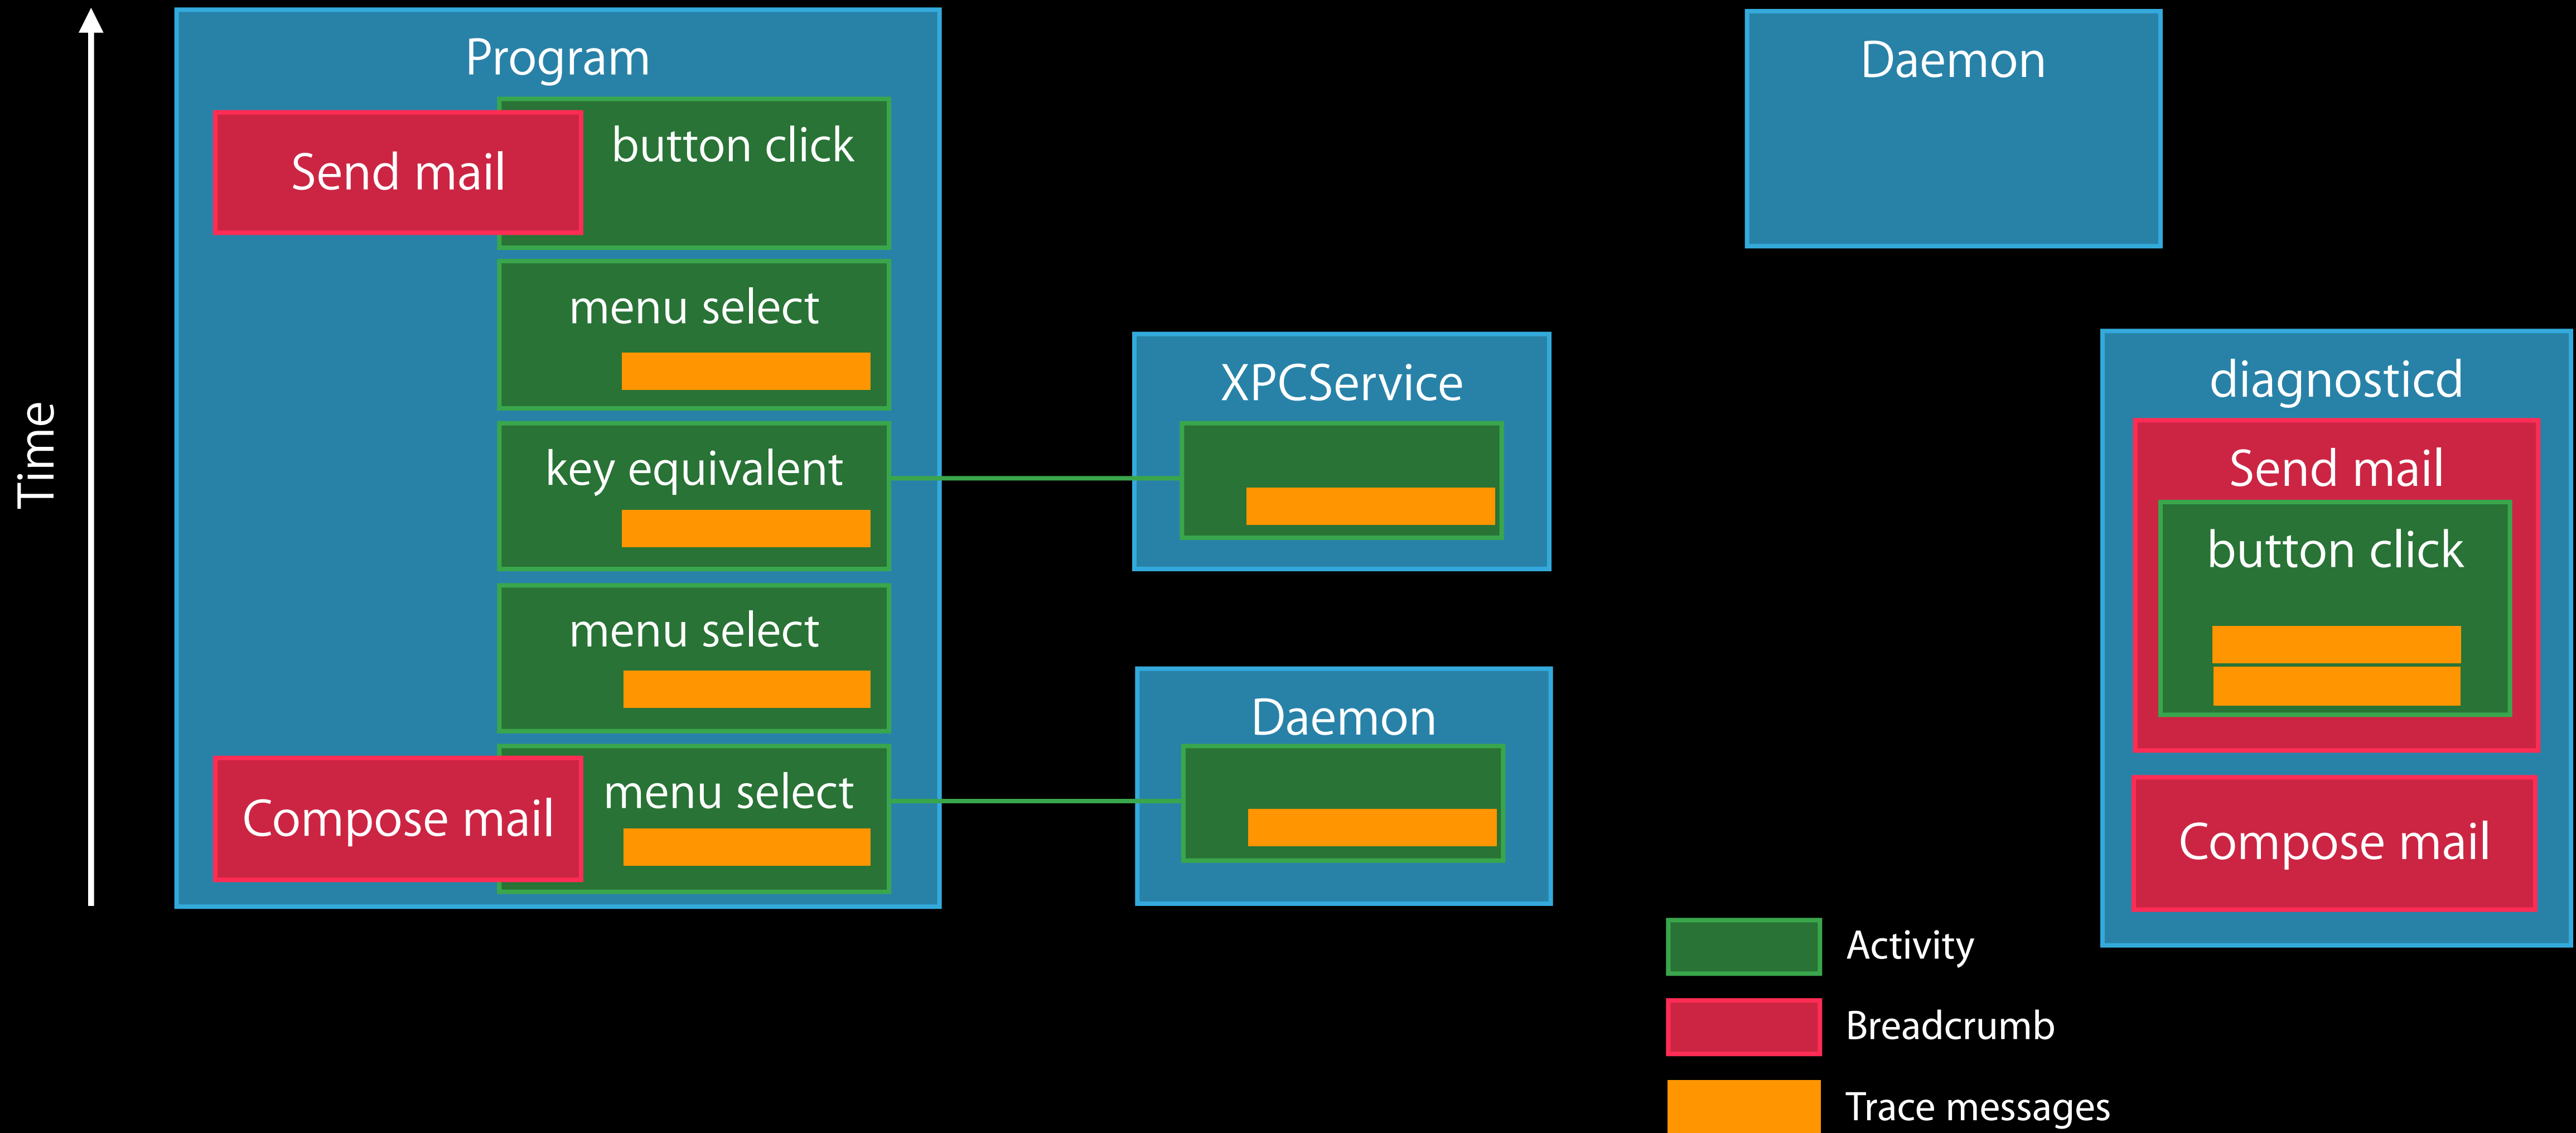 Time
Program
Send mail
button click
menu select
key equivalent
menu select
Compose mail
menu select
XPCService
Daemon
Daemon
diagnosticd
Send mail
button click
Compose mail
Activity
Breadcrumb
Trace messages